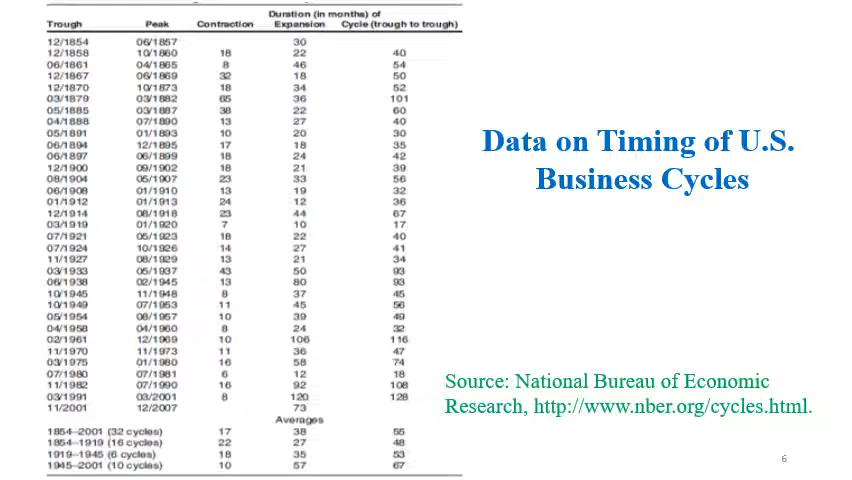 Duration (in months) of
Trough Peak Contraction Expansion Cycle (trough to trough)
12/1854 06/1857 30
12/1858 10/1860 18 22 40
06/1861 04/1865 8 46 54
12/1867 06/1869 32 18 50
12/1870 10/1873 18 34 52
03/1879 03/1882 65 36 101
05/1885 03/1887 38 22 60
04/1888 07/1890 13 27 40
05/1891 01/1893 10 20 30
06/1894 12/1895 17 18 35
06/1897 06/1899 18 24 42
12/1900 09/1902 18 21 39
08/1904 05/1907 23 33 56
06/1908 01/1910 13 19 32
01/1912 01/1913 24 12 36
12/1914 08/1918 23 44 67
03/1919 01/1920 7 10 17
07/1921 05/1923 18 22 40
07/1924 10/1926 14 27 41
11/1927 08/1929 13 21 34
03/1933 05/1937 43 50 93
06/1938 02/1945 13 80 93
10/1945 11/1948 8 37 45
10/1949 07/1953 11 45 56
05/1954 08/1957 10 39 49
04/1958 04/1960 8 24 32
02/1961 12/1969 10 106 116
11/1970 11/1973 11 36 47
03/1975 01/1980 16 58 74
07/1980 07/1981 6 12 18
11/1982 07/1990 16 92 108
03/1991 03/2001 8 120 128
11/2001 12/2007 73
Averages
1854–2001 (32 cycles) 17 38 55
1854–1919 (16 cycles) 22 27 48
1919–1945 (6 cycles) 18 35 53
1945–2001 (10 cycles) 10 57 67
Data on Timing of U.S.
Business Cycles
Source: National Bureau of Economic
Research, http://www.nber.org/cycles.html.
6